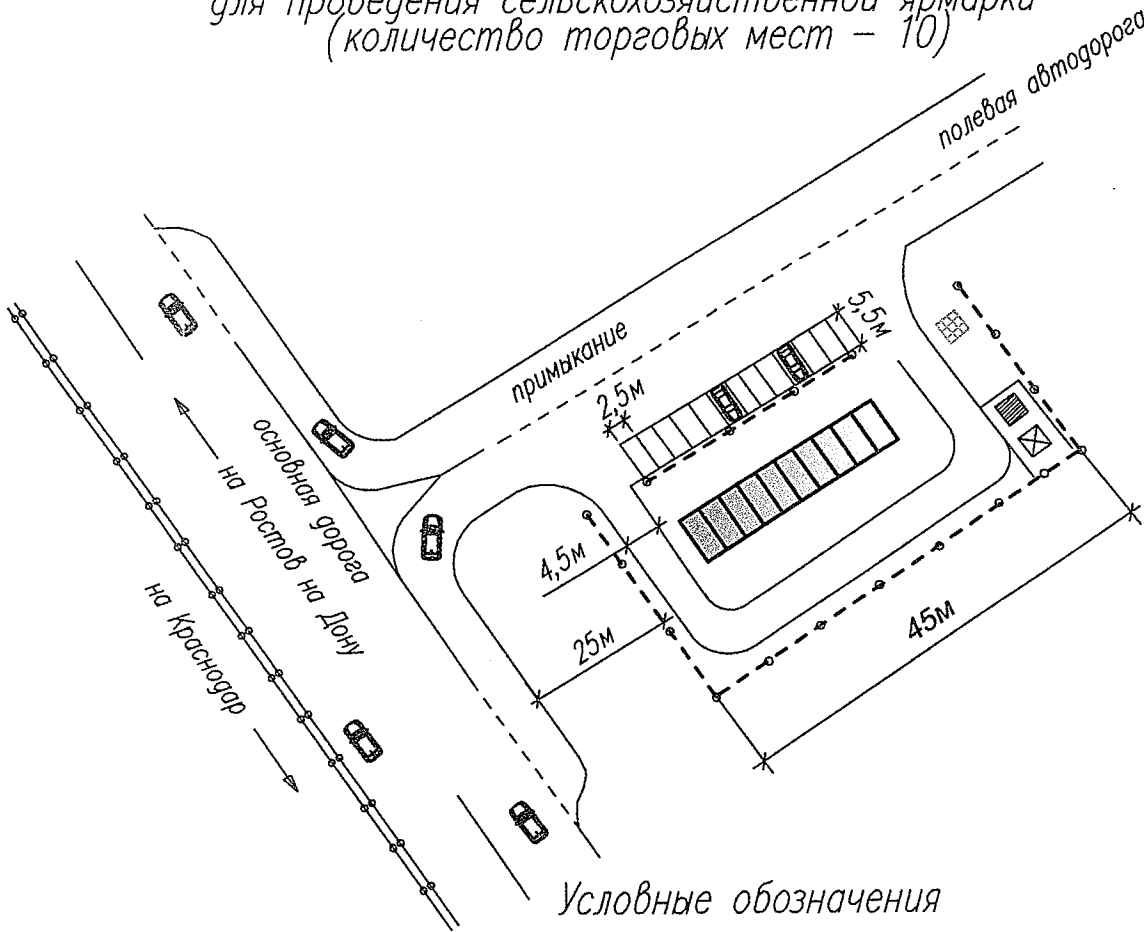 для проведения сельскохозяйственной ярмарки
(количество торговых мест – 10)
полевая автодорога
примыкание
5,5м
2,5м
основная дорога
на Ростов на Дону
на Краснодар
4,5м
25м
45м
Условные обозначения